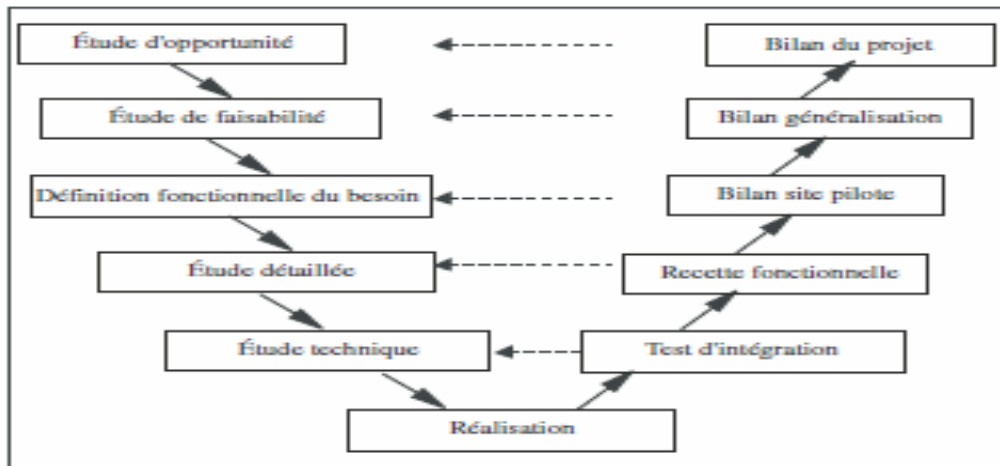 Étude d'opportunité
Bilan du projet
Étude de faisabilité
Bilan généralisation
Définition fonctionnelle du besoin
Bilan site pilote
Étude détaillée
Recette fonctionnelle
Étude technique
Test d'intégration
Réalisation